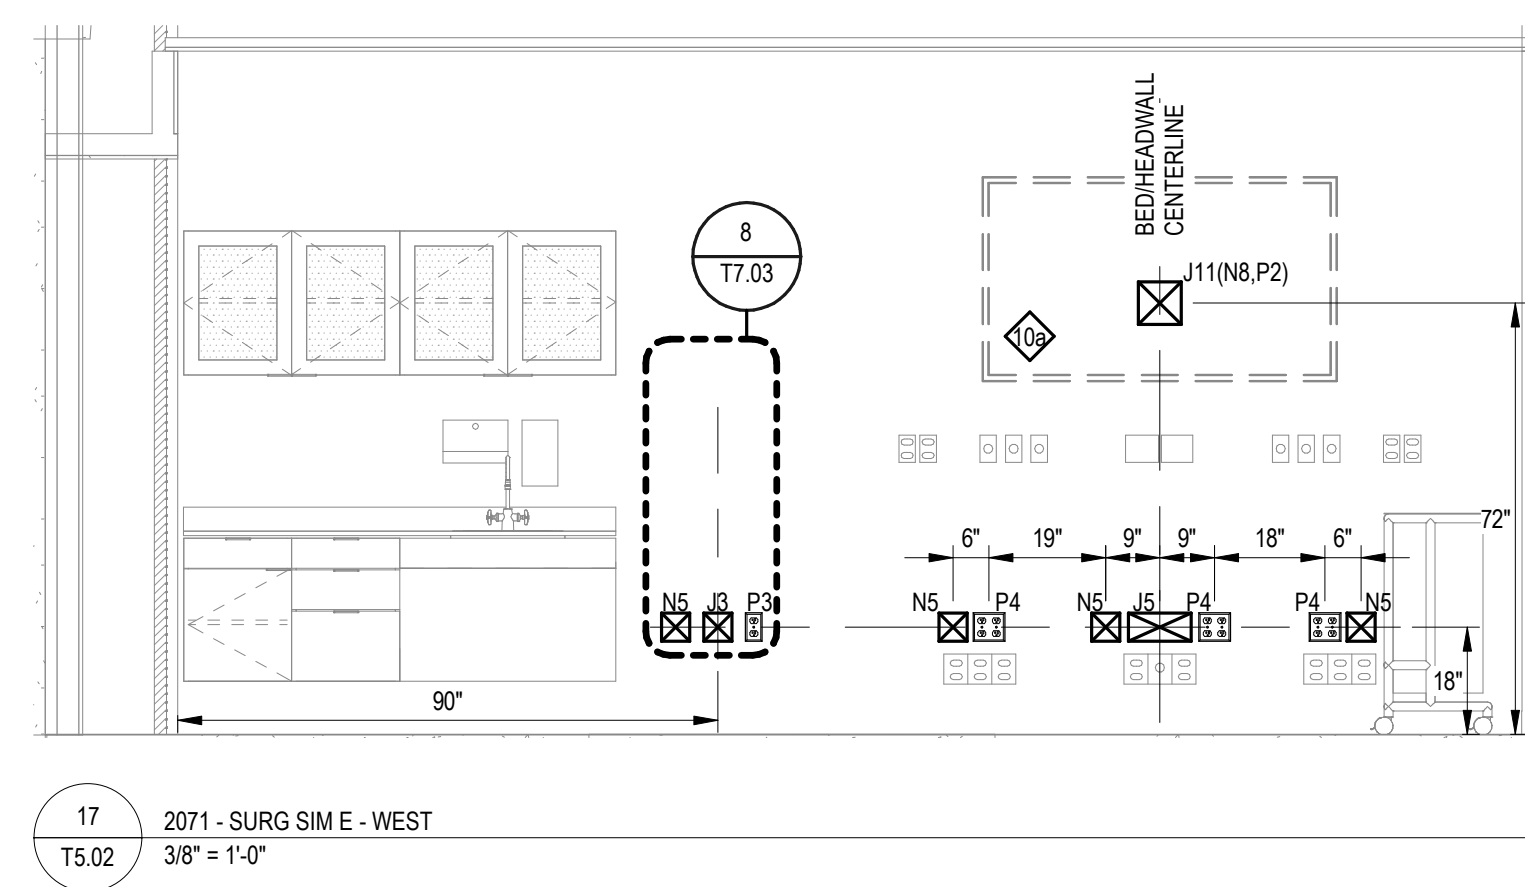 BED/HEADWALL
CENTERLINE
8
T7.03
J11(N8,P2)
10a
72"
6" 19" 9" 9" 18" 6"
N5 J3 P3 N5 P4 N5 J5 P4 P4 N5
18"
90"
17
T5.02
2071 - SURG SIM E - WEST
3/8" = 1'-0"